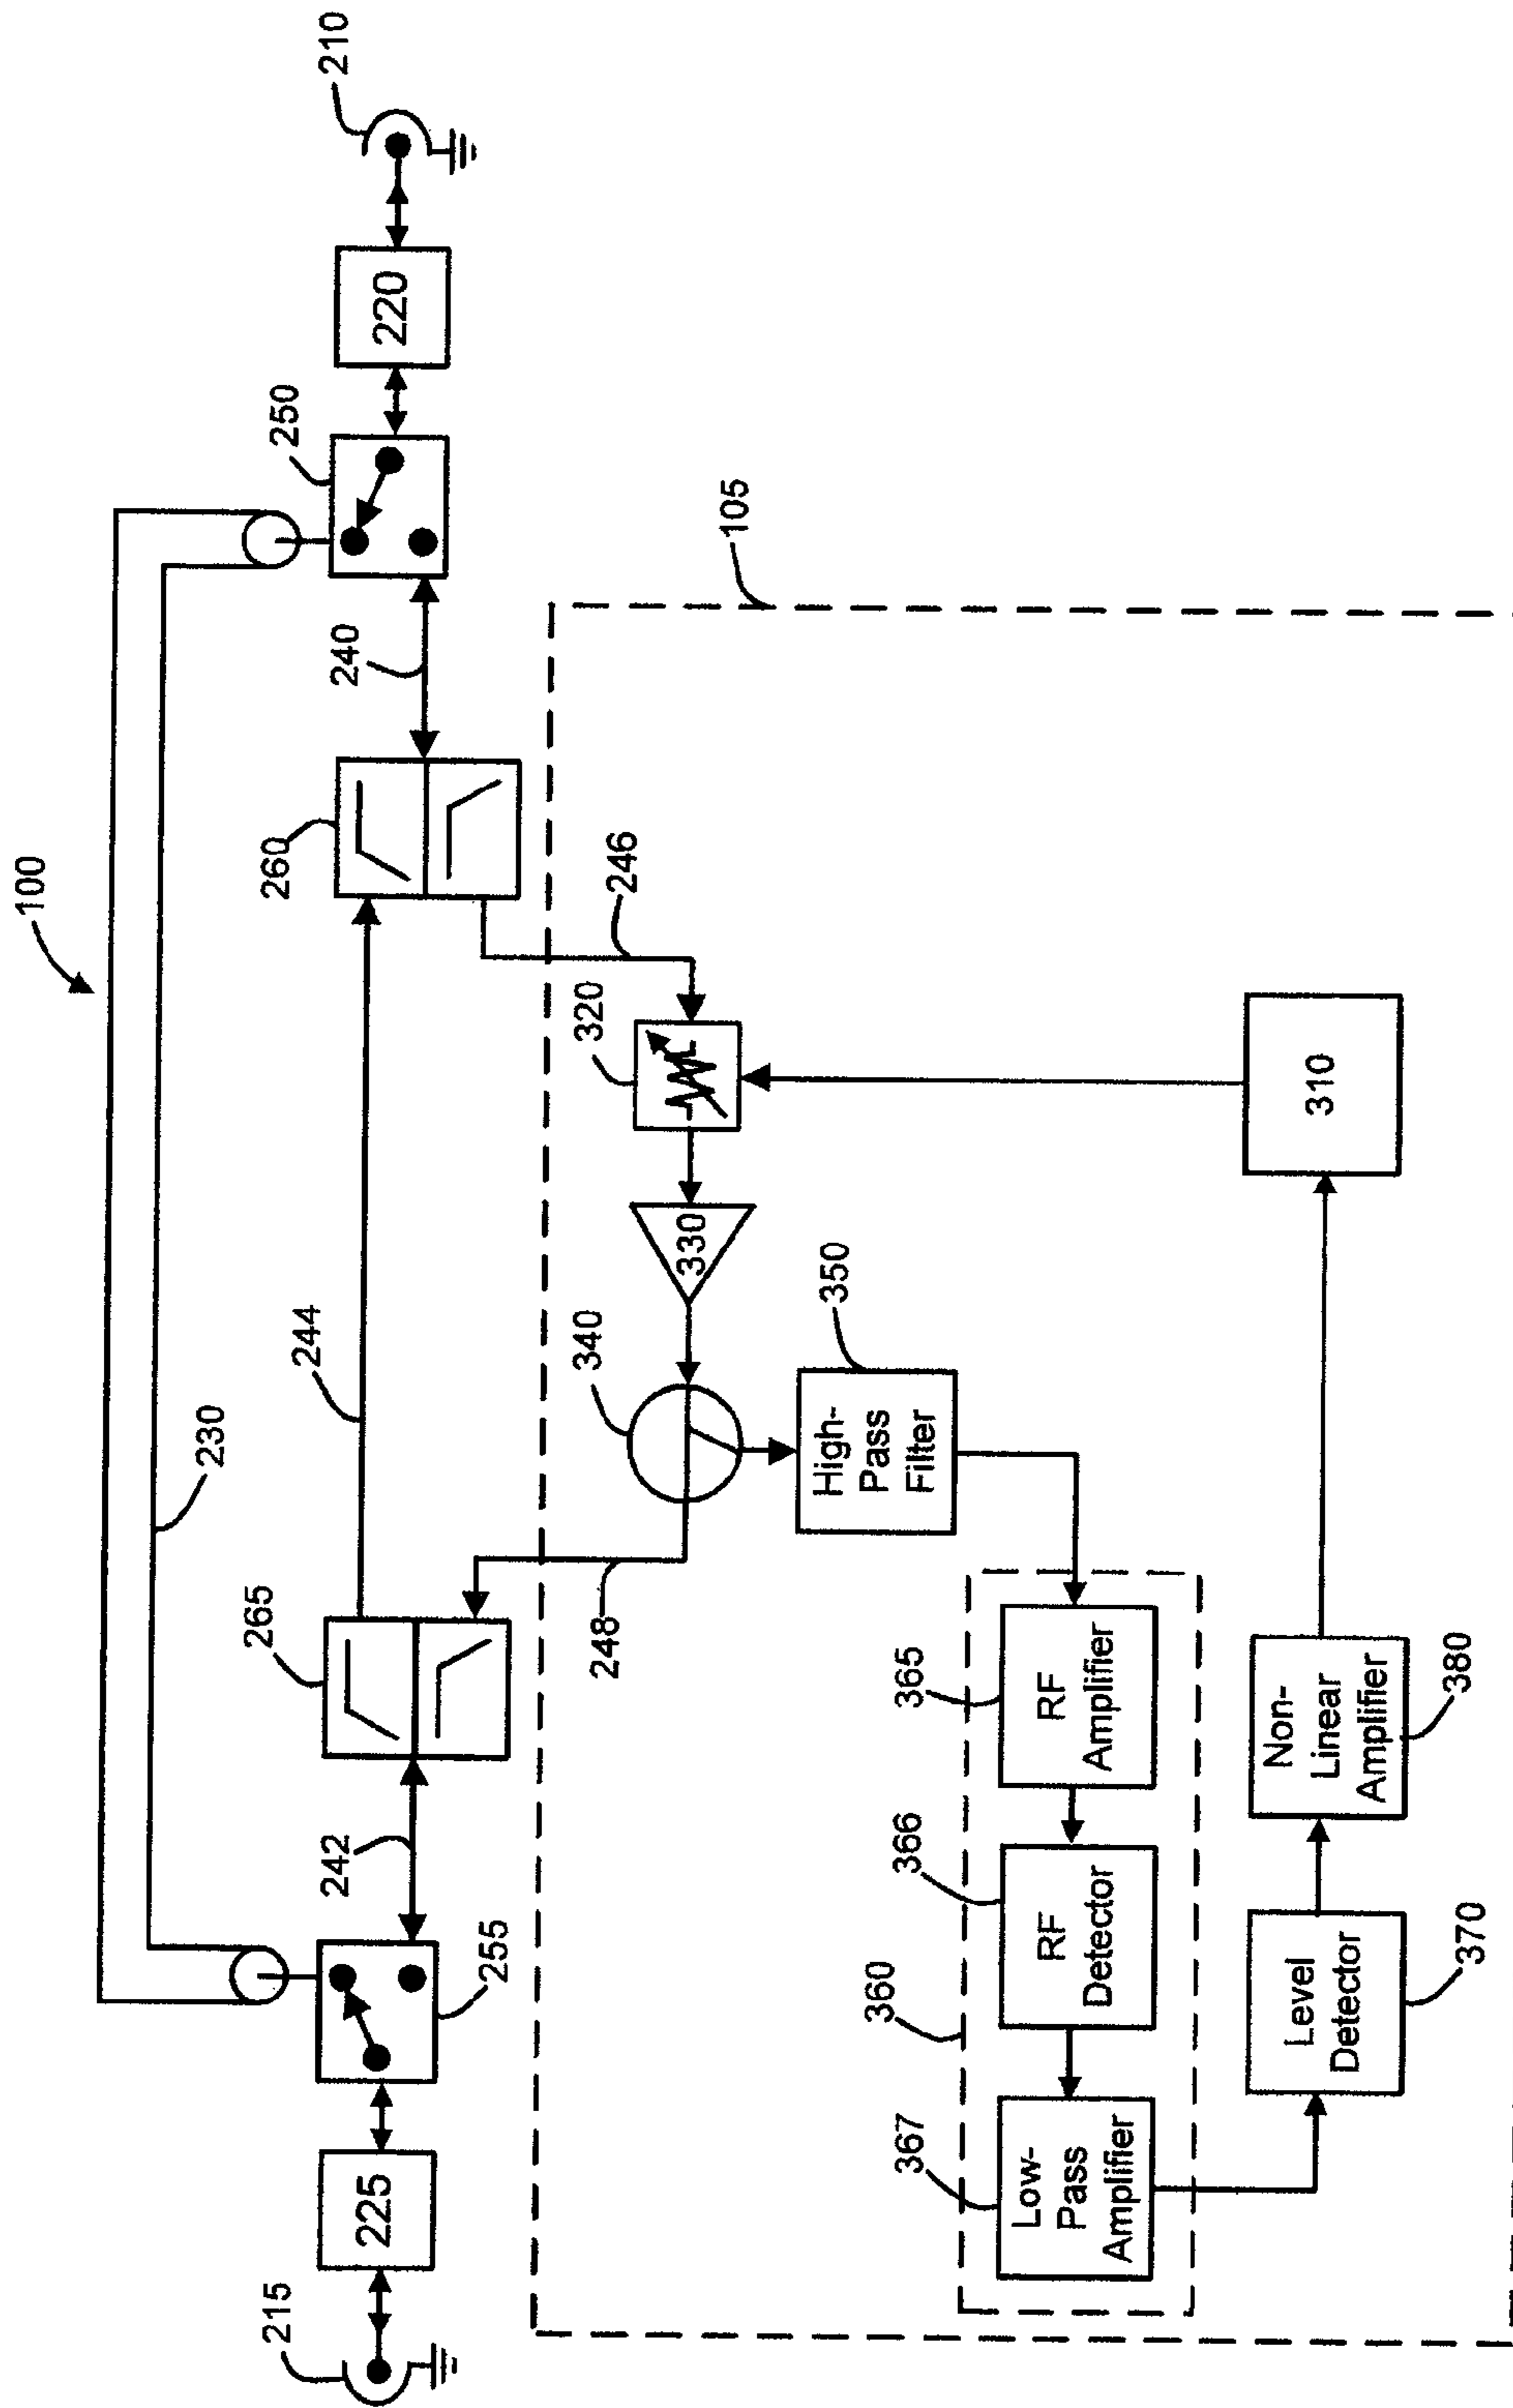 100
230
244
215
225
255
242
265
260
240
250
220
210
105
248
246
340
330
320
High-
Pass
Filter
350
360
367
Low-
Pass
Amplifier
366
RF
Detector
365
RF
Amplifier
Level
Detector
370
Non-
Linear
Amplifier
380
310